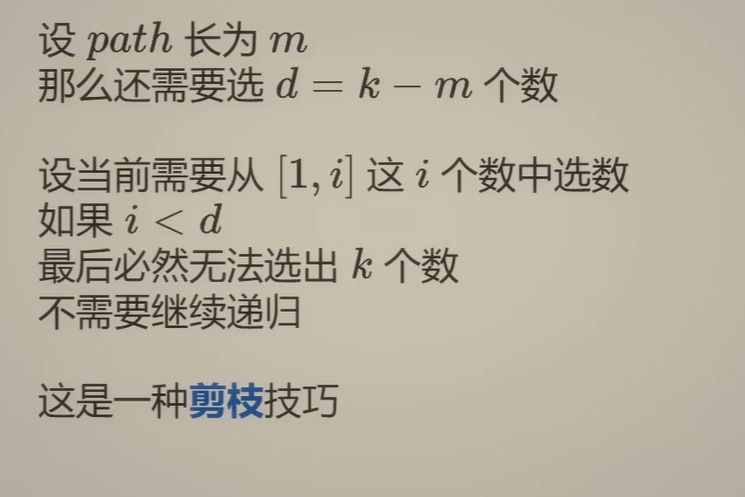 设 path 长为 m
那么还需要选 d = k − m 个数
设当前需要从 [1, i] 这 i 个数中选数
如果 i < d
最后必然无法选出 k 个数
不需要继续递归
这是一种剪枝技巧